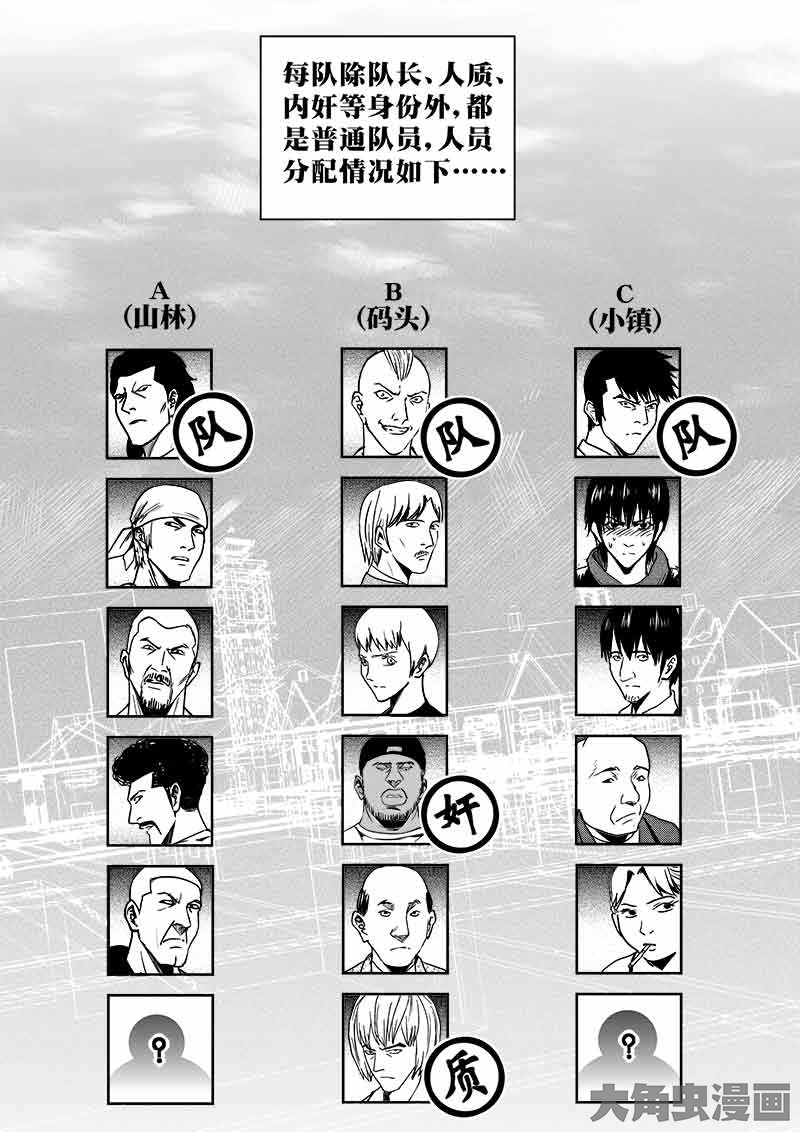 每队除队长、人质、
内奸等身份外，都
是普通队员，人员
分配情况如下……
A
（山林）
B
（码头）
C
（小镇）
队
队
队
奸
？
质
？
大角虫漫画